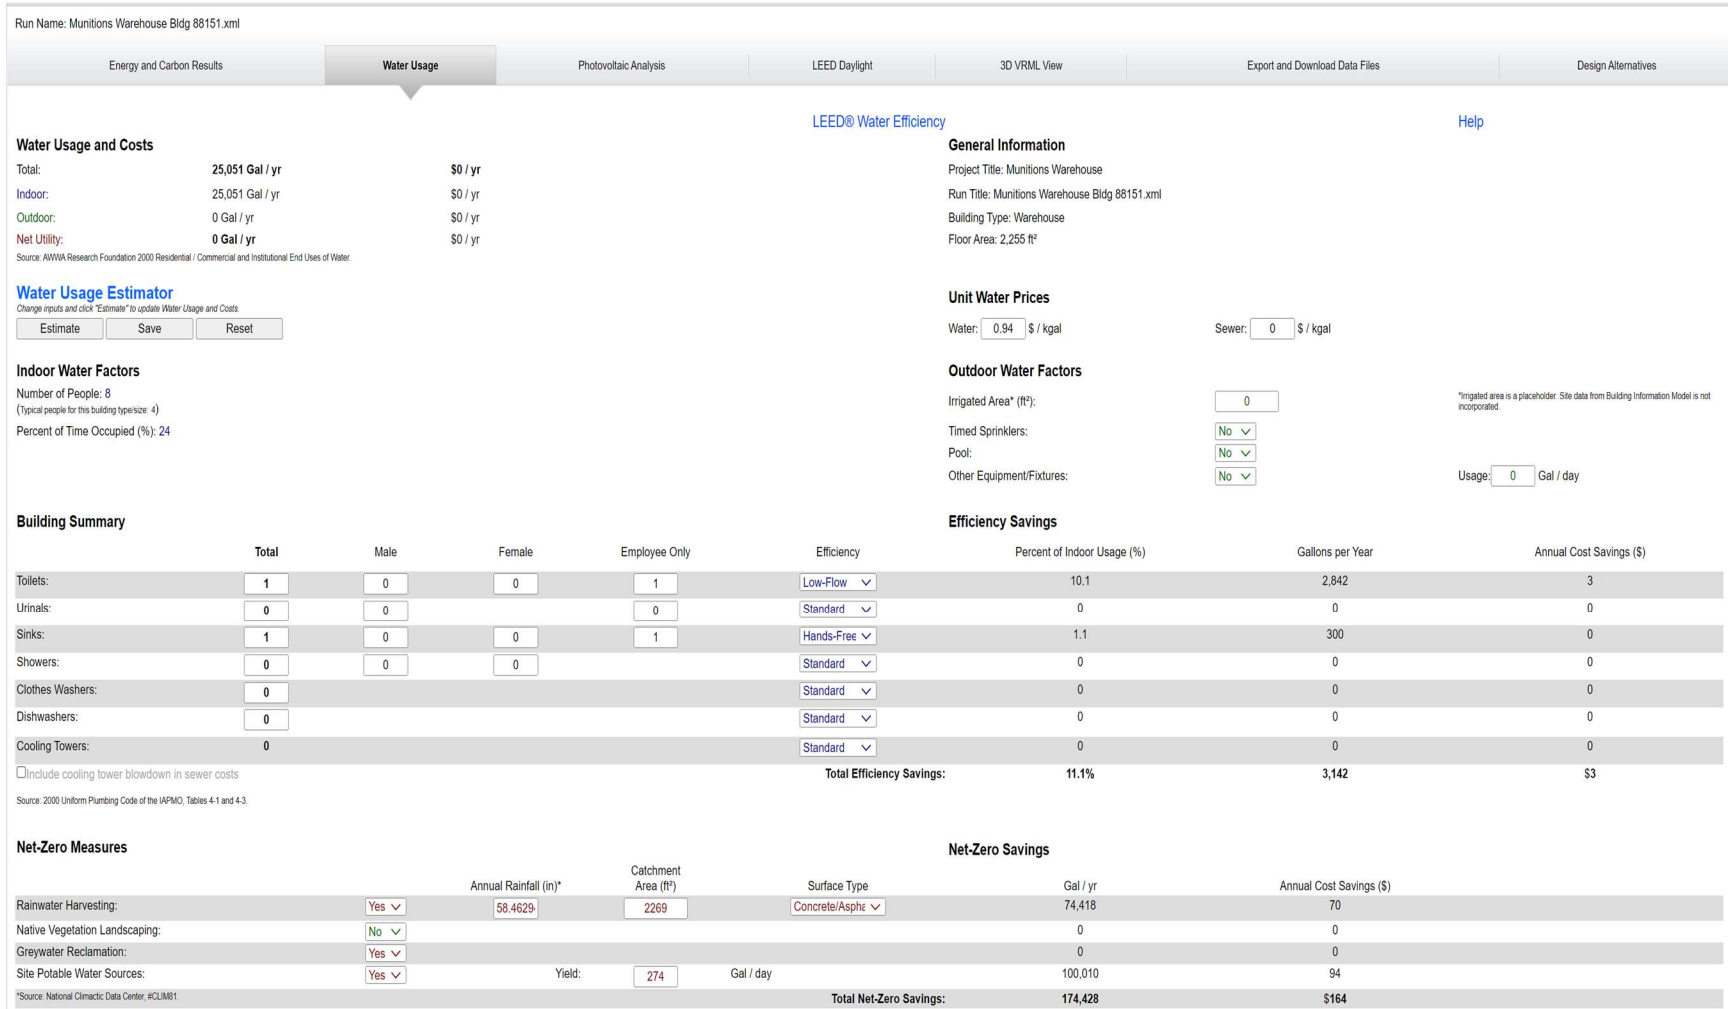 Run Name: Munitions Warehouse Bldg 88151.xml
Energy and Carbon Results Water Usage Photovoltaic Analysis LEED Daylight 3D VRML View Export and Download Data Files Design Alternatives
LEED® Water Efficiency Help
Water Usage and Costs General Information
Total: 25,051 Gal / yr $0 / yr Project Title: Munitions Warehouse
Indoor: 25,051 Gal / yr $0 / yr Run Title: Munitions Warehouse Bldg 88151.xml
Outdoor: 0 Gal / yr $0 / yr Building Type: Warehouse
Net Utility: 0 Gal / yr $0 / yr Floor Area: 2,255 ft²
Source: AWWA Research Foundation 2000 Residential / Commercial and Institutional End Uses of Water.
Water Usage Estimator Unit Water Prices
Change inputs and click "Estimate" to update Water Usage and Costs.
Estimate Save Reset Water: 0.94 $ / kgal Sewer: 0 $ / kgal
Indoor Water Factors Outdoor Water Factors
Number of People: 8 Irrigated Area* (ft²): 0 *Irrigated area is a placeholder. Site data from Building Information Model is not
(Typical people for this building type/size: 4) incorporated.
Percent of Time Occupied (%): 24 Timed Sprinklers: No
Pool: No
Other Equipment/Fixtures: No Usage: 0 Gal / day
Building Summary Efficiency Savings
Total Male Female Employee Only Efficiency Percent of Indoor Usage (%) Gallons per Year Annual Cost Savings ($)
Toilets: 1 0 0 1 Low-Flow 10.1 2,842 3
Urinals: 0 0 0 Standard 0 0 0
Sinks: 1 0 0 1 Hands-Free 1.1 300 0
Showers: 0 0 0 Standard 0 0 0
Clothes Washers: 0 Standard 0 0 0
Dishwashers: 0 Standard 0 0 0
Cooling Towers: 0 Standard 0 0 0
Include cooling tower blowdown in sewer costs Total Efficiency Savings: 11.1% 3,142 $3
Source: 2000 Uniform Plumbing Code of the IAPMO, Tables 4-1 and 4-3.
Net-Zero Measures Net-Zero Savings
Annual Rainfall (in)* Catchment Area (ft²) Surface Type Gal / yr Annual Cost Savings ($)
Rainwater Harvesting: Yes 58.4629 2269 Concrete/Aspha 74,418 70
Native Vegetation Landscaping: No 0 0
Greywater Reclamation: Yes 0 0
Site Potable Water Sources: Yes Yield: 274 Gal / day 100,010 94
*Source: National Climactic Data Center, #CLIM81. Total Net-Zero Savings: 174,428 $164